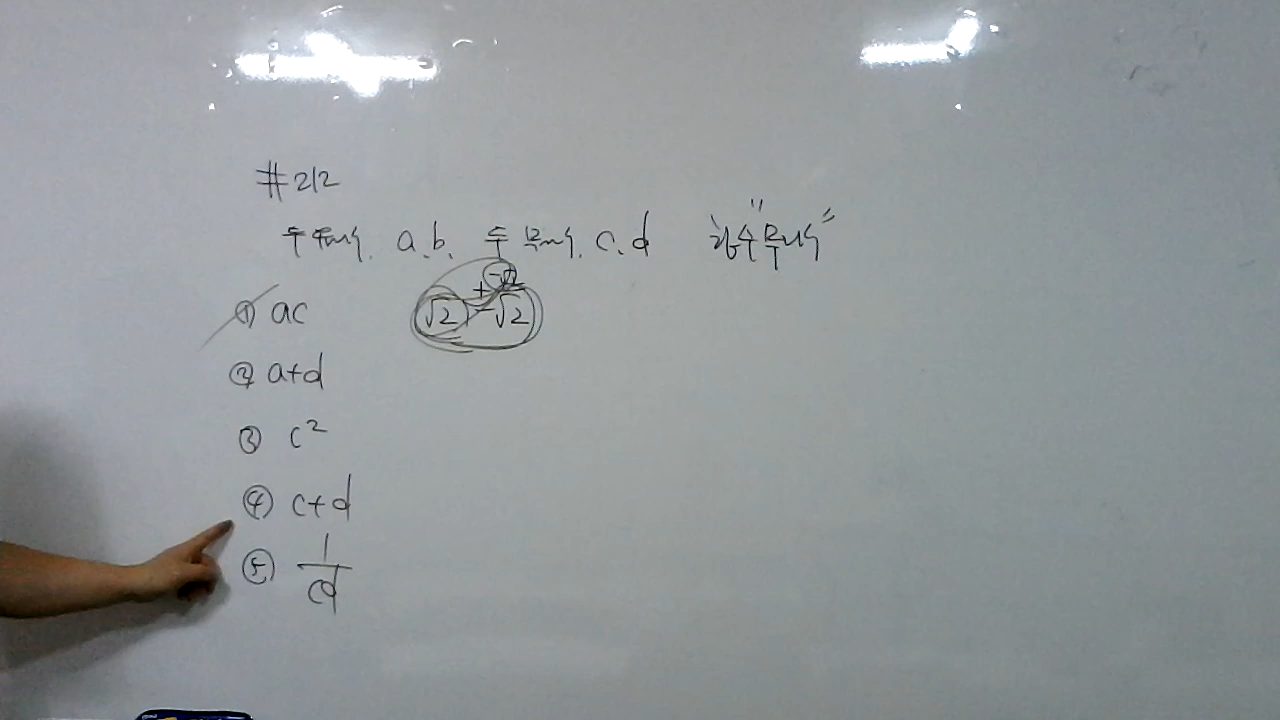 #212
두 유리수 a, b, 두 무리수 c, d 항수 "무리수"
① ac
-√2
√2 + -√2
② a+d
③ c²
④ c+d
⑤ 1/cd